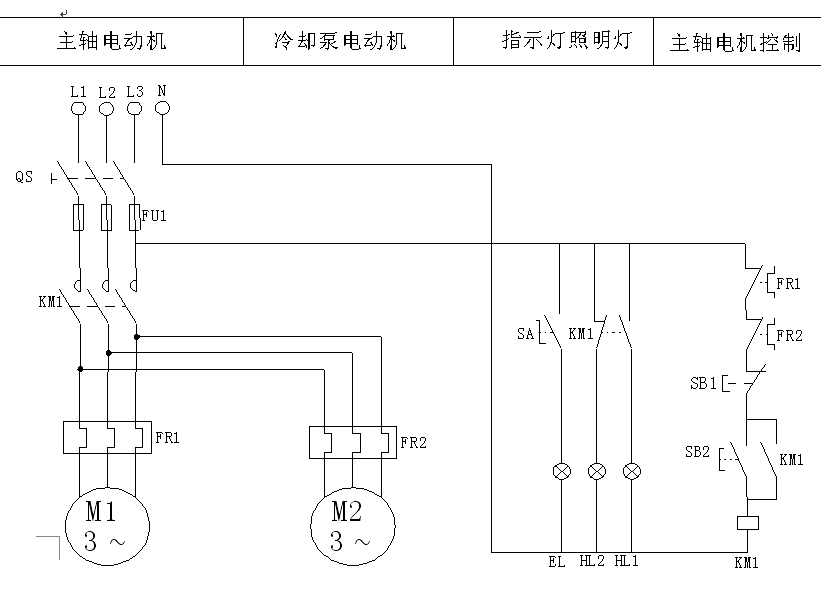 主轴电动机 冷却泵电动机 指示灯照明灯 主轴电机控制
L1 L2 L3 N
QS
FU1
FR1
KM1
SA KM1
FR2
SB1
SB2 KM1
FR1 FR2
M1 M2
3 ~ 3 ~
EL HL2 HL1 KM1